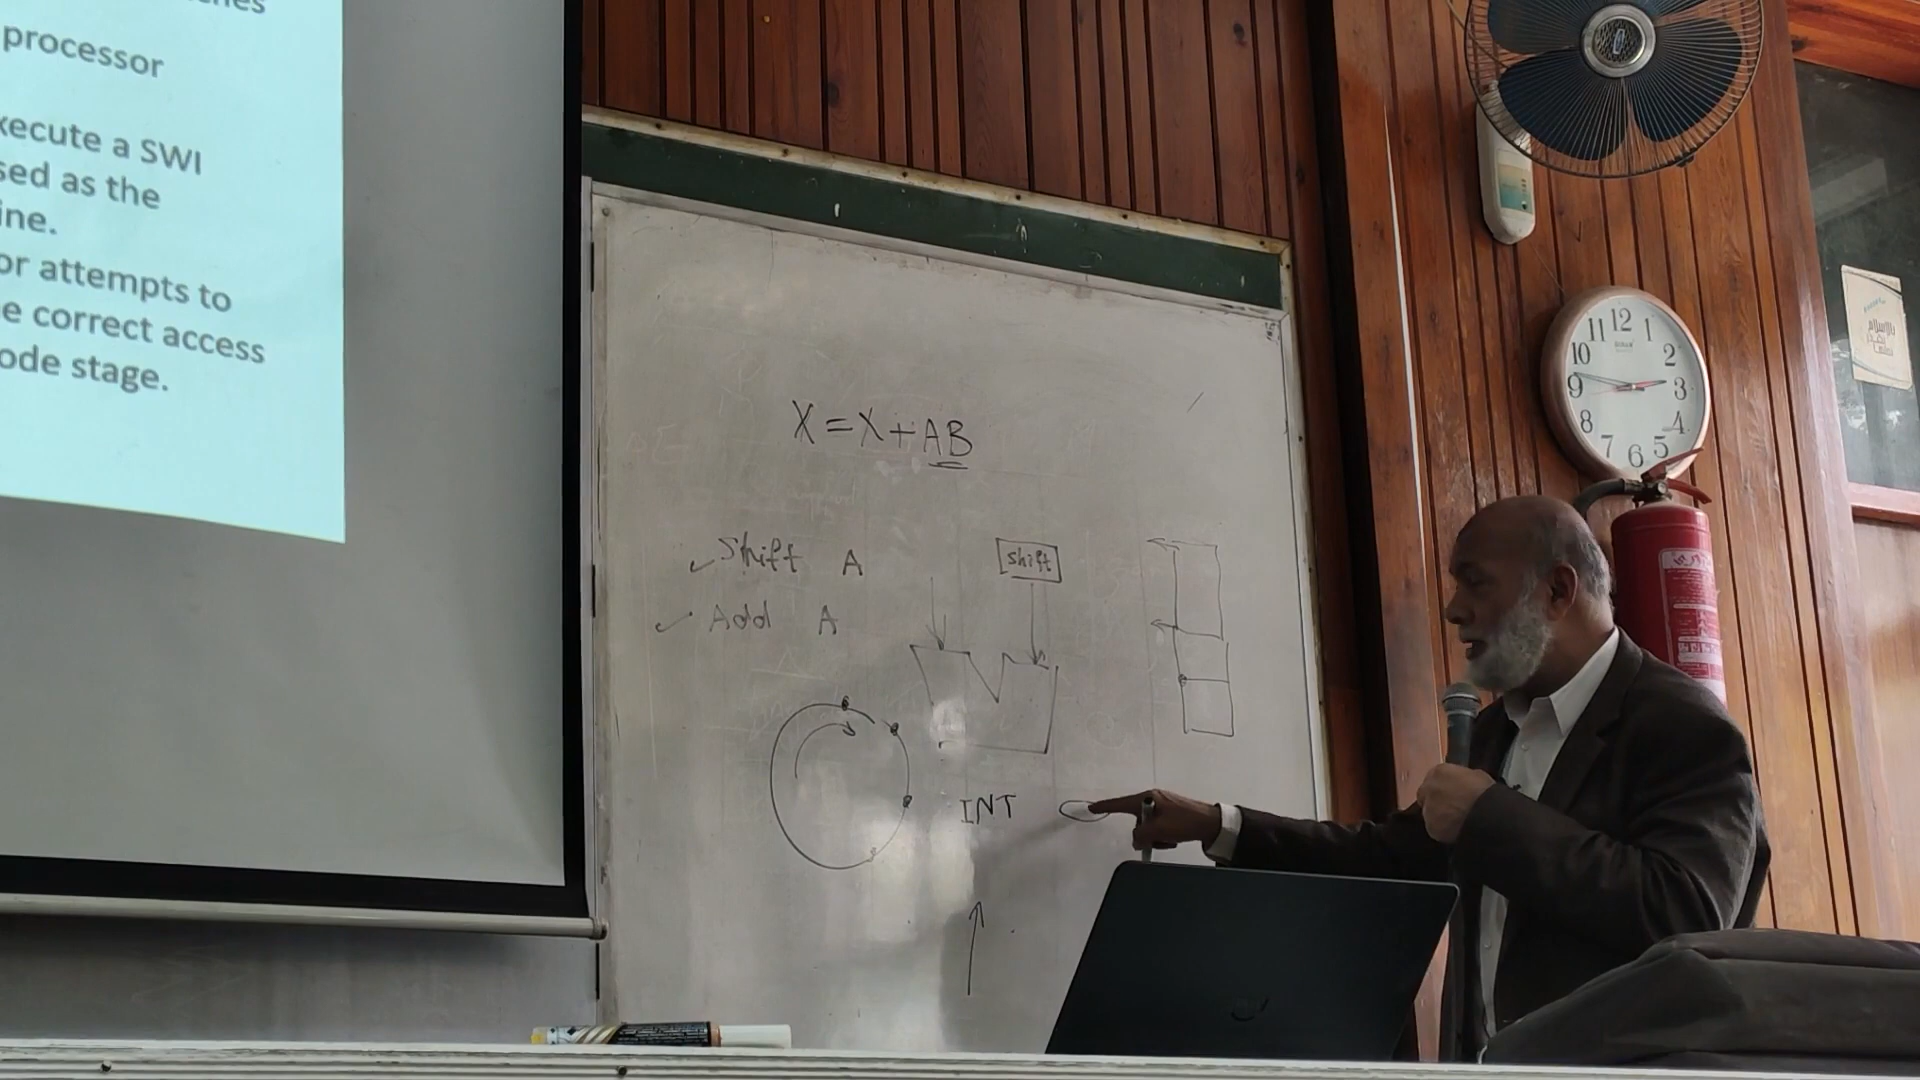 processor
xecute a SWI
sed as the
ine.
or attempts to
e correct access
ode stage.
X=X+AB
Shift A
Add A
shift
INT
12
1
2
3
4
5
6
7
8
9
10
11